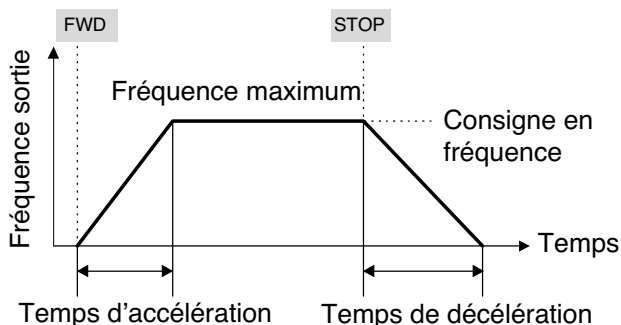 FWD
STOP
Fréquence sortie
Fréquence maximum
Consigne en
fréquence
Temps
Temps d'accélération
Temps de décélération